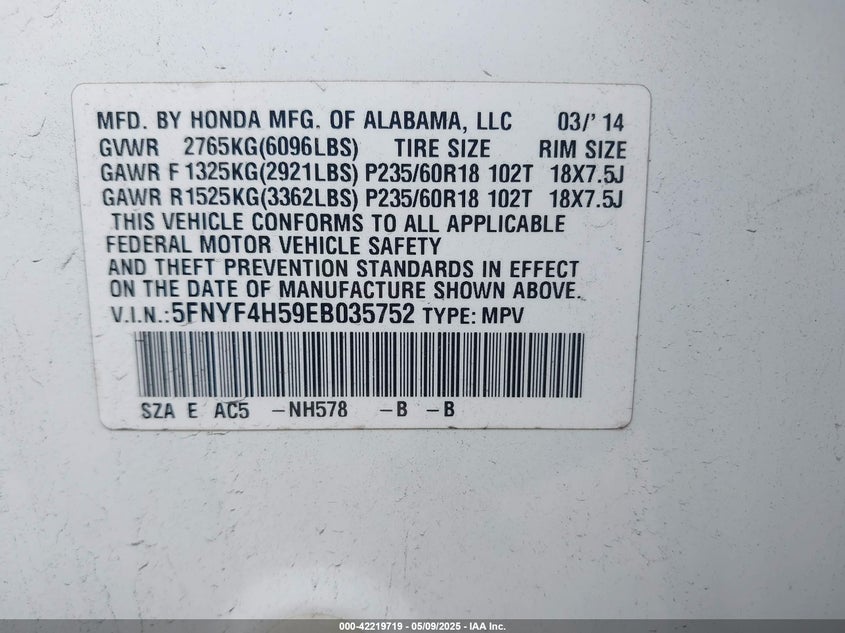 MFD. BY HONDA MFG. OF ALABAMA, LLC 03/' 14
GVWR 2765KG(6096LBS) TIRE SIZE RIM SIZE
GAWR F 1325KG(2921LBS) P235/60R18 102T 18X7.5J
GAWR R1525KG(3362LBS) P235/60R18 102T 18X7.5J
THIS VEHICLE CONFORMS TO ALL APPLICABLE
FEDERAL MOTOR VEHICLE SAFETY
AND THEFT PREVENTION STANDARDS IN EFFECT
ON THE DATE OF MANUFACTURE SHOWN ABOVE.
V.I.N.:5FNYF4H59EB035752 TYPE: MPV
SZA E AC5 -NH578 -B -B
000-42219719 - 05/09/2025 - IAA Inc.